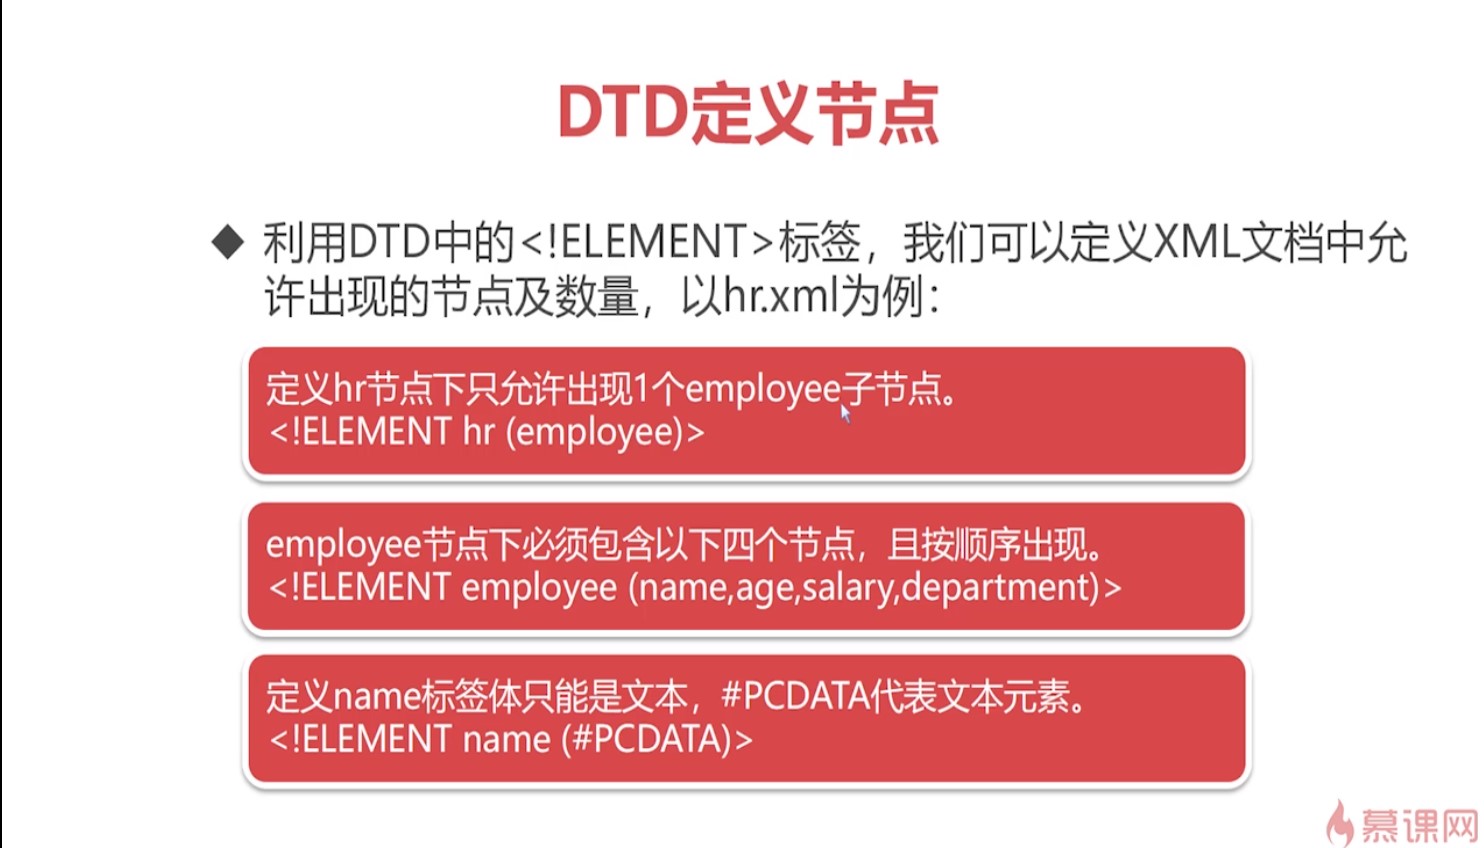 DTD定义节点
◆ 利用DTD中的<!ELEMENT>标签，我们可以定义XML文档中允
许出现的节点及数量，以hr.xml为例：
定义hr节点下只允许出现1个employee子节点。
<!ELEMENT hr (employee)>
employee节点下必须包含以下四个节点，且按顺序出现。
<!ELEMENT employee (name,age,salary,department)>
定义name标签体只能是文本，#PCDATA代表文本元素。
<!ELEMENT name (#PCDATA)>
慕课网